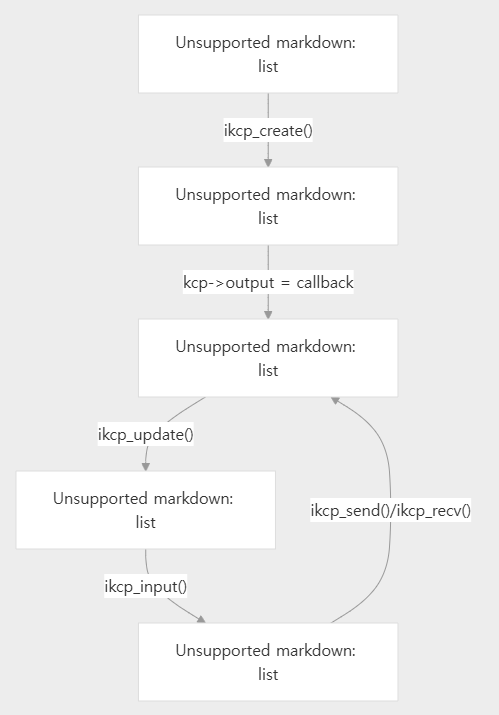 Unsupported markdown:
list
ikcp_create()
Unsupported markdown:
list
kcp->output = callback
Unsupported markdown:
list
ikcp_update()
Unsupported markdown:
list
ikcp_send()/ikcp_recv()
ikcp_input()
Unsupported markdown:
list